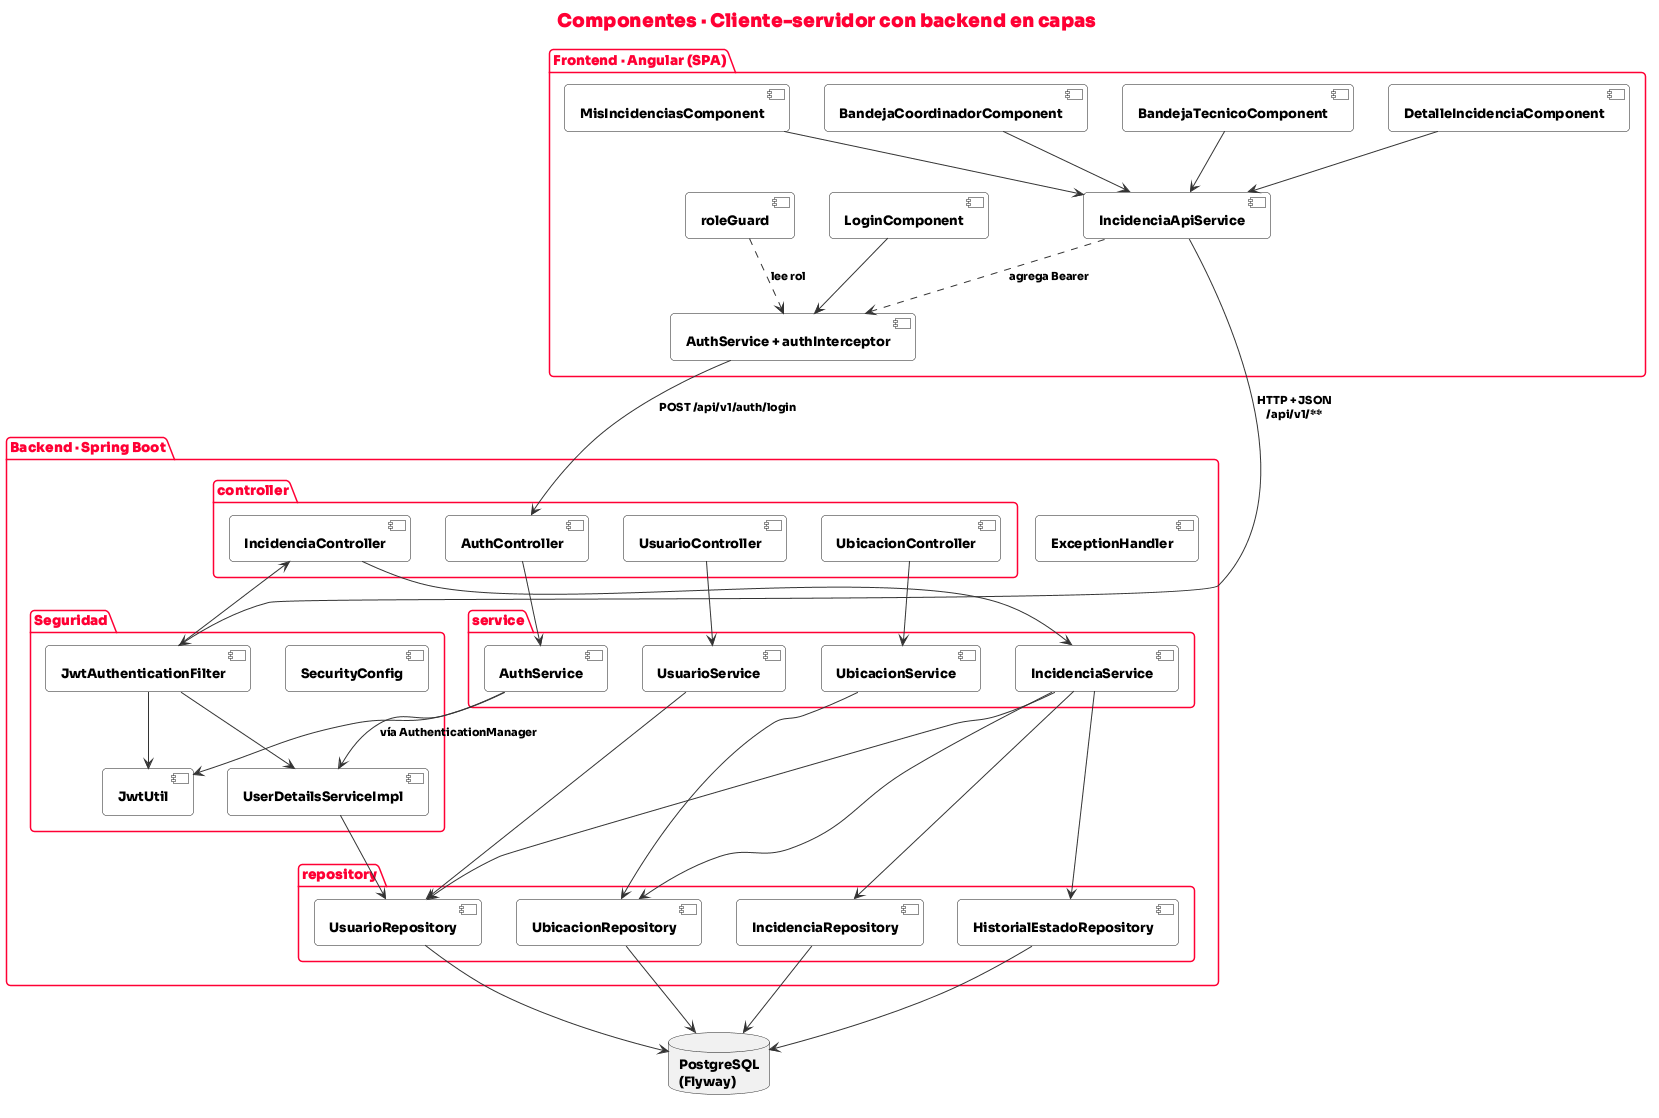 Componentes · Cliente-servidor con backend en capas
Frontend · Angular (SPA)
MisIncidenciasComponent
BandejaCoordinadorComponent
BandejaTecnicoComponent
DetalleIncidenciaComponent
roleGuard
LoginComponent
IncidenciaApiService
lee rol
agrega Bearer
AuthService + authInterceptor
POST /api/v1/auth/login
HTTP + JSON
/api/v1/**
Backend · Spring Boot
controller
IncidenciaController
AuthController
UsuarioController
UbicacionController
ExceptionHandler
Seguridad
service
JwtAuthenticationFilter
SecurityConfig
AuthService
UsuarioService
UbicacionService
IncidenciaService
vía AuthenticationManager
JwtUtil
UserDetailsServiceImpl
repository
UsuarioRepository
UbicacionRepository
IncidenciaRepository
HistorialEstadoRepository
PostgreSQL
(Flyway)